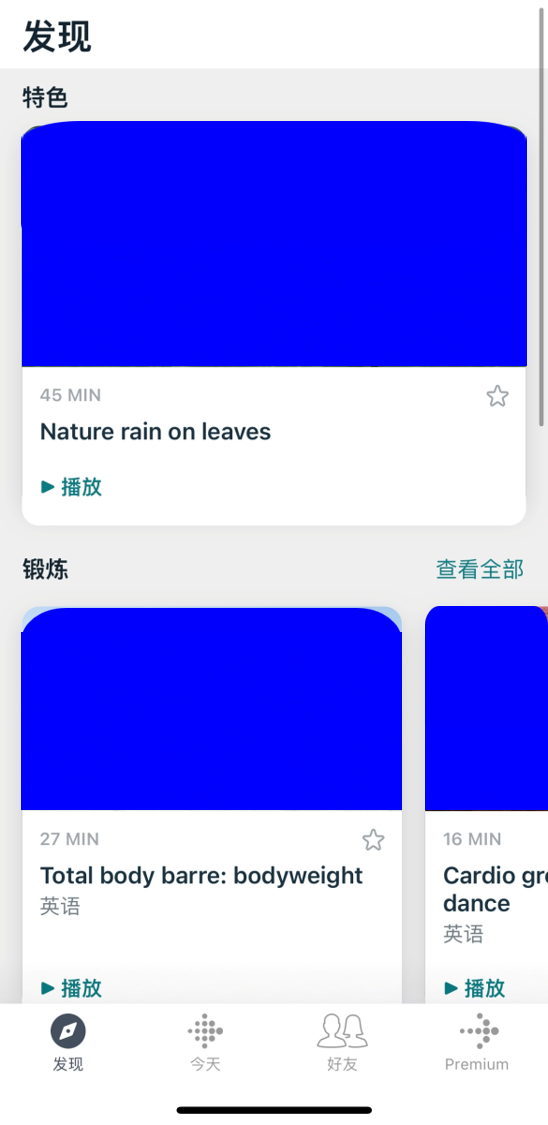 发现
特色
45 MIN
Nature rain on leaves
播放
锻炼
查看全部
27 MIN
Total body barre: bodyweight
英语
播放
16 MIN
Cardio
dance
英语
播放
发现
今天
好友
Premium